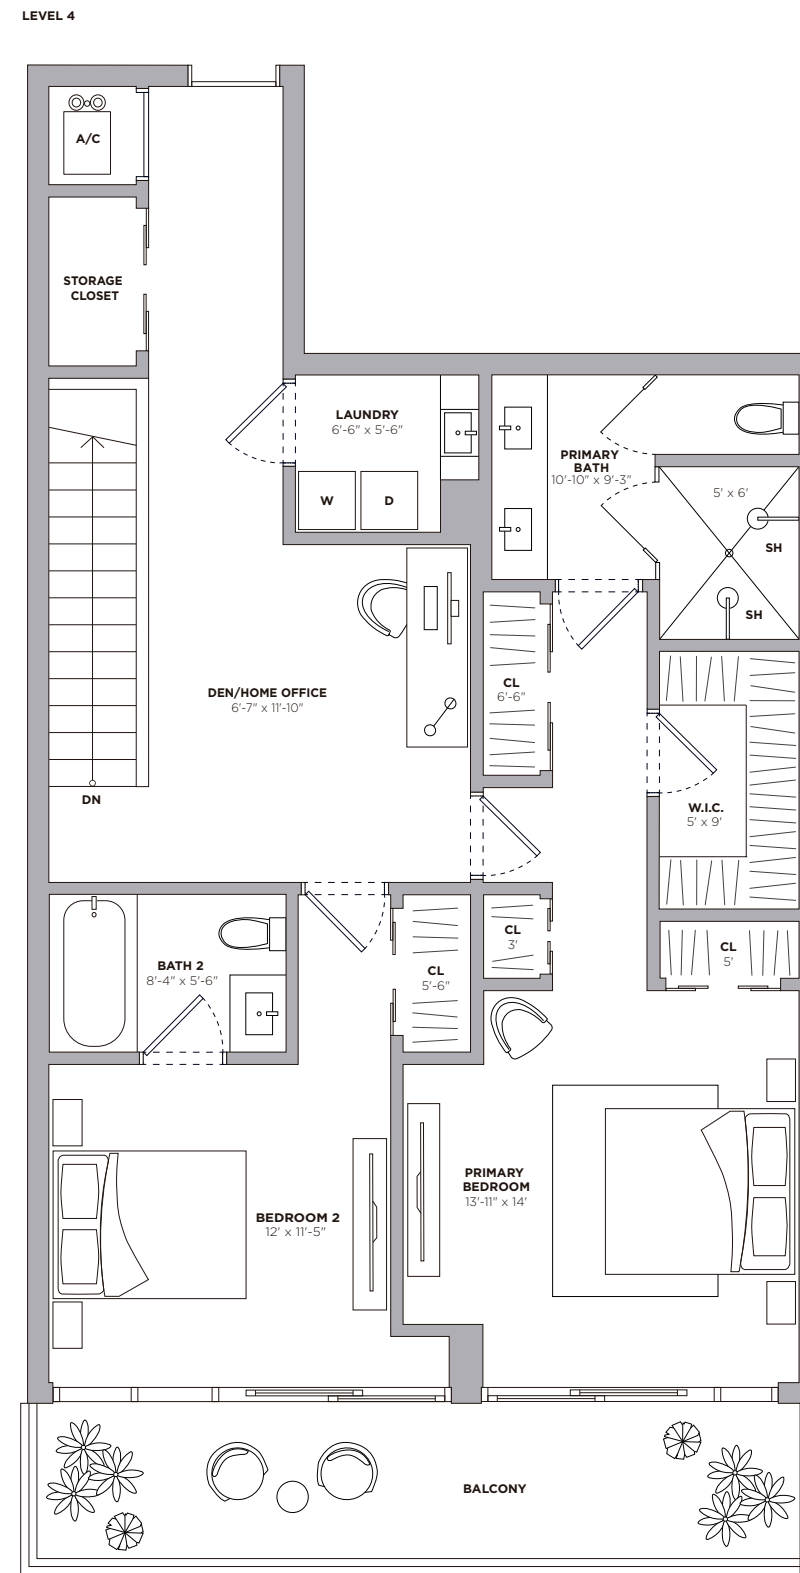 LEVEL 4
A/C
STORAGE
CLOSET
LAUNDRY
6'-6" x 5'-6"
W
D
PRIMARY
BATH
10'-10" x 9'-3"
5' x 6'
SH
SH
CL
6'-6"
DEN/HOME OFFICE
6'-7" x 11'-10"
DN
W.I.C.
5' x 9'
BATH 2
8'-4" x 5'-6"
CL
5'-6"
CL
3'
CL
5'
PRIMARY
BEDROOM
13'-11" x 14'
BEDROOM 2
12' x 11'-5"
BALCONY